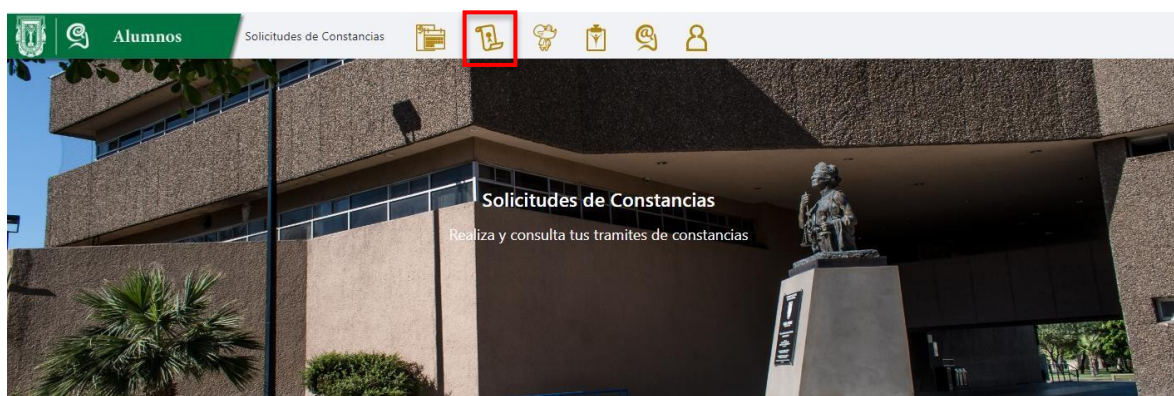 Alumnos
Solicitudes de Constancias
Solicitudes de Constancias
Realiza y consulta tus tramites de constancias